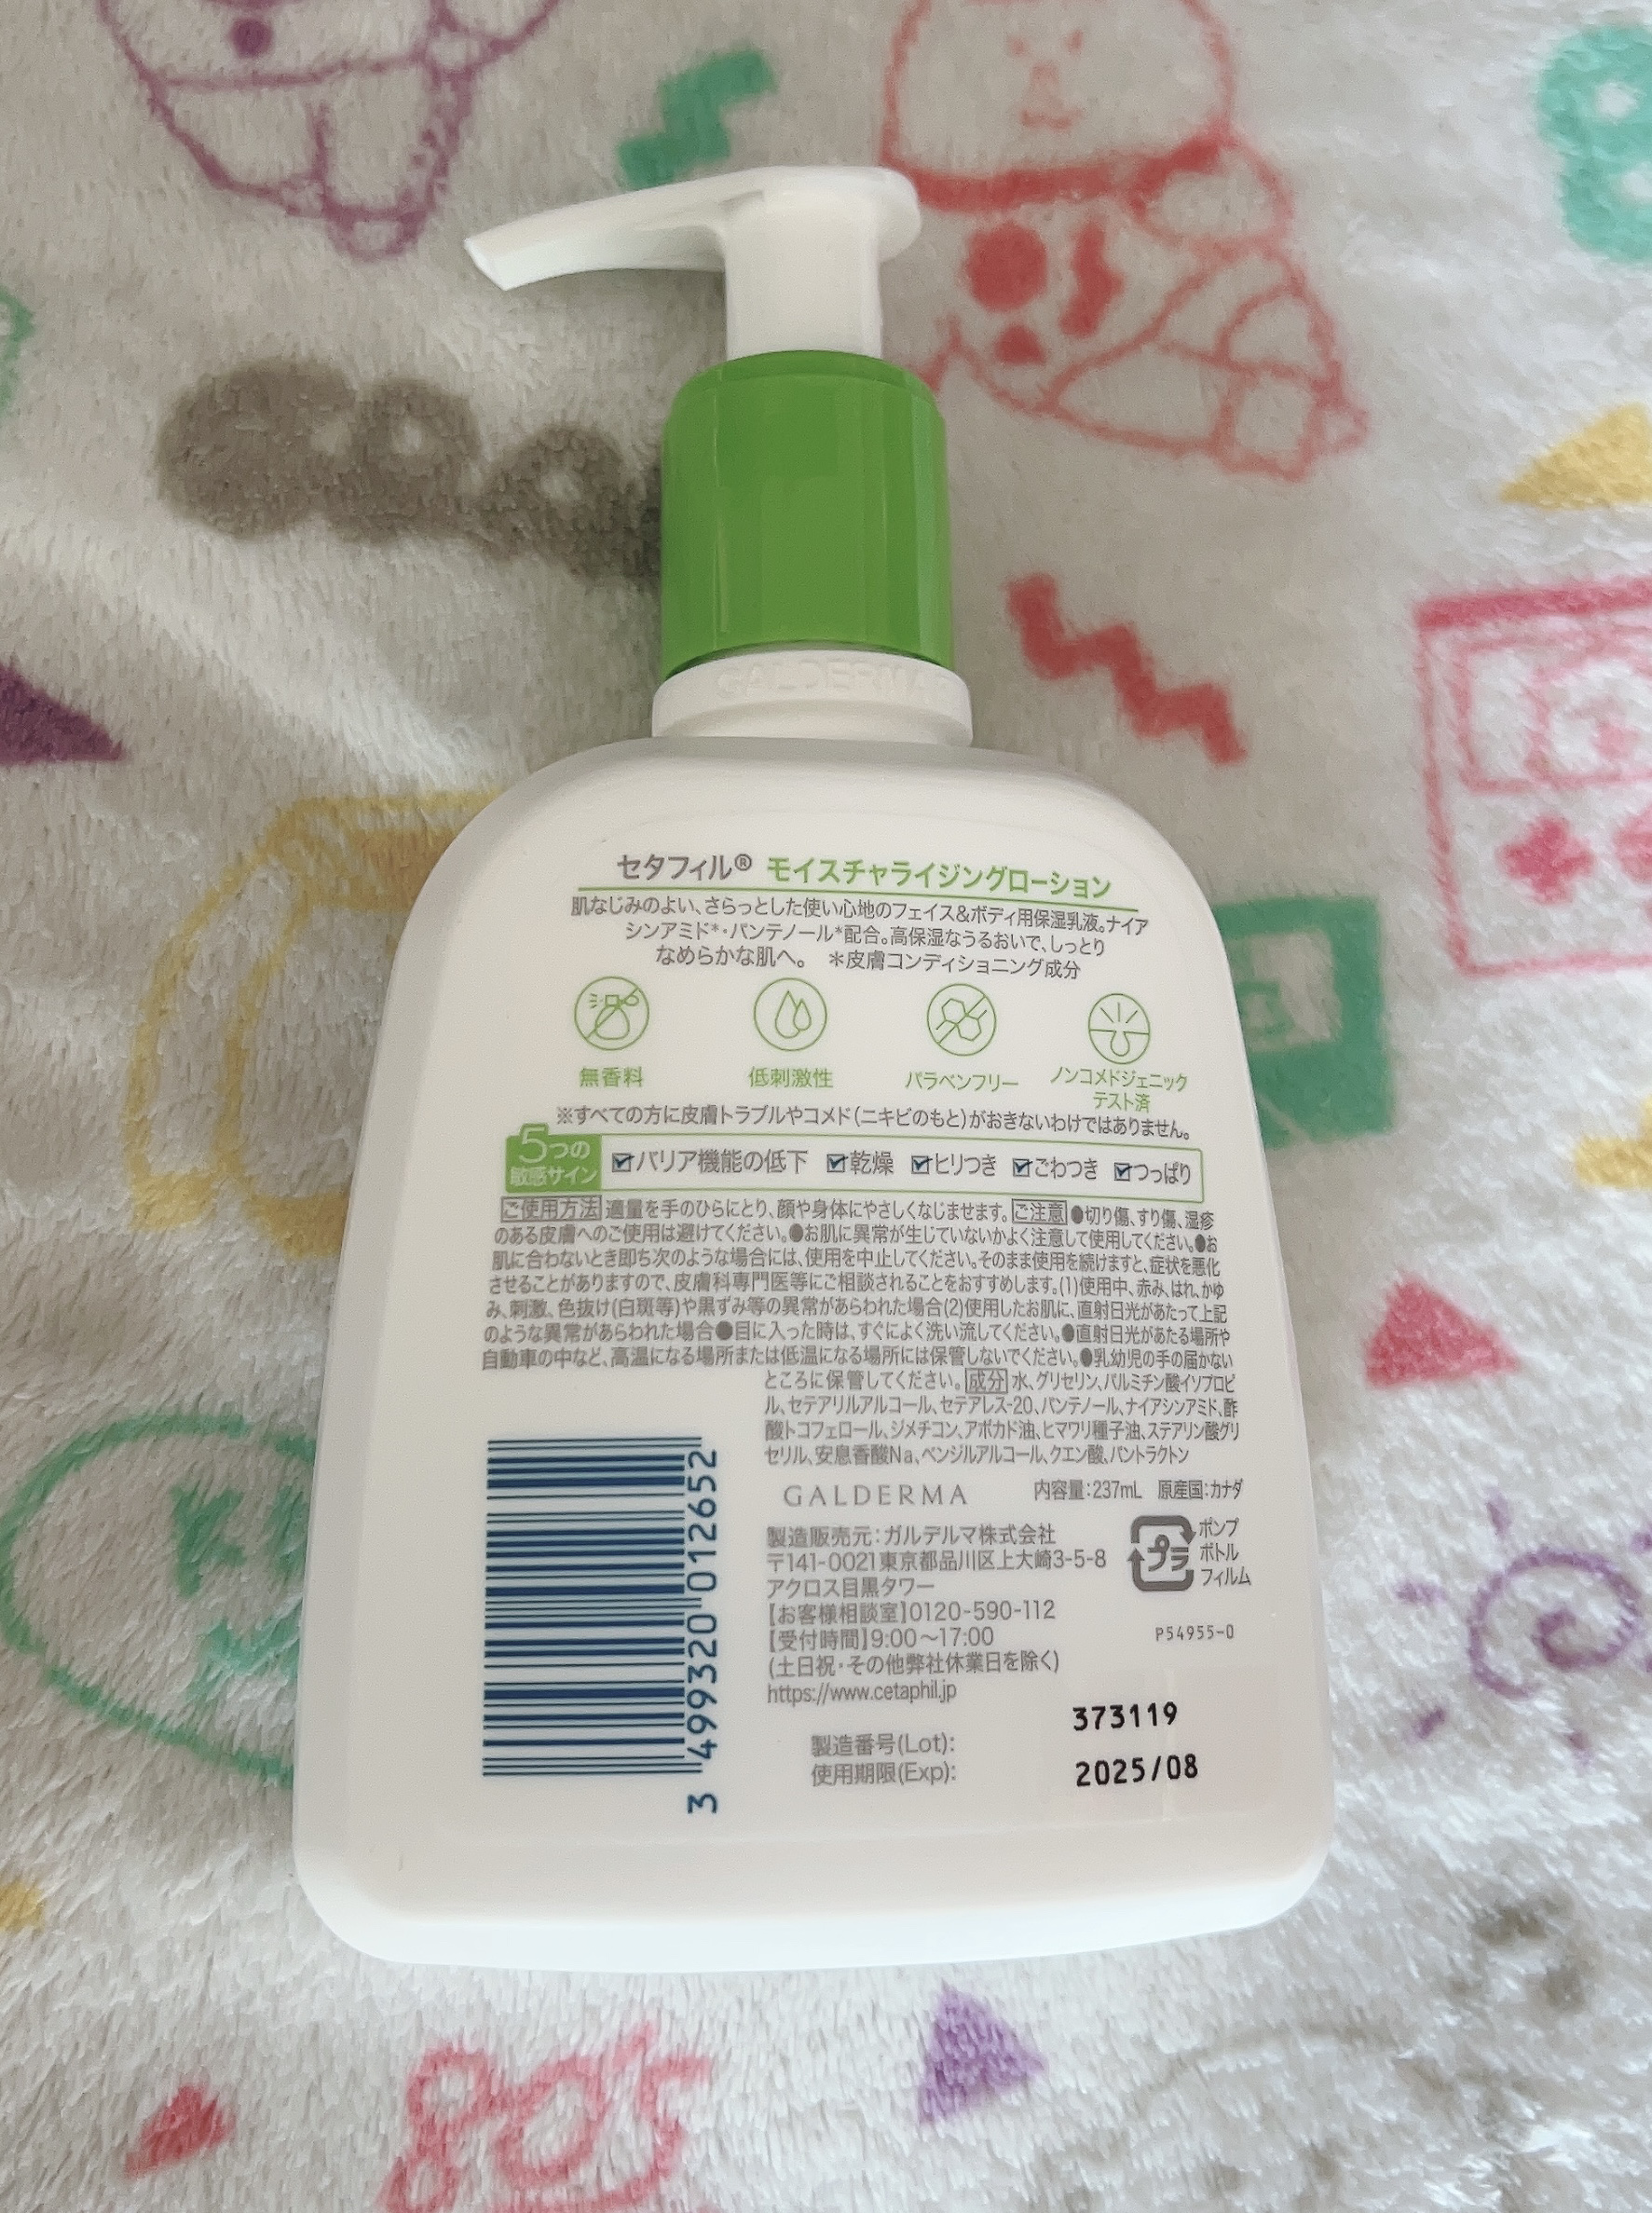 GALDERMA
セタフィル® モイスチャライジングローション
肌なじみのよい、さらっとした使い心地のフェイス&ボディ用保湿乳液。ナイア
シンアミド*・パンテノール*配合。高保湿なうるおいで、しっとり
なめらかな肌へ。 *皮膚コンディショニング成分
無香料 低刺激性 パラベンフリー ノンコメドジェニック
テスト済
※すべての方に皮膚トラブルやコメド(ニキビのもと)がおきないわけではありません。
5つの
敏感サイン
バリア機能の低下 乾燥 ヒリつき ごわつき つっぱり
ご使用方法 適量を手のひらにとり、顔や身体にやさしくなじませます。ご注意 ●切り傷、すり傷、湿疹
のある皮膚へのご使用は避けてください。●お肌に異常が生じていないかよく注意して使用してください。●お
肌に合わないとき即ち次のような場合には、使用を中止してください。そのまま使用を続けますと、症状を悪化
させることがありますので、皮膚科専門医等にご相談されることをおすすめします。(1)使用中、赤み、はれ、かゆ
み、刺激、色抜け(白斑等)や黒ずみ等の異常があらわれた場合(2)使用したお肌に、直射日光があたって上記
のような異常があらわれた場合●目に入った時は、すぐによく洗い流してください。●直射日光があたる場所や
自動車の中など、高温になる場所または低温になる場所には保管しないでください。●乳幼児の手の届かない
ところに保管してください。成分 水、グリセリン、パルミチン酸イソプロピ
ル、セテアリルアルコール、セテアレス-20、パンテノール、ナイアシンアミド、酢
酸トコフェロール、ジメチコン、アボカド油、ヒマワリ種子油、ステアリン酸グリ
セリル、安息香酸Na、ベンジルアルコール、クエン酸、パントラクトン
GALDERMA 内容量:237mL 原産国:カナダ
製造販売元:ガルデルマ株式会社
〒141-0021東京都品川区上大崎3-5-8
アクロス目黒タワー
【お客様相談室】0120-590-112
【受付時間】9:00〜17:00
(土日祝・その他弊社休業日を除く)
https://www.cetaphil.jp
プラ
ポンプ
ボトル
フィルム
P54955-0
製造番号(Lot): 373119
使用期限(Exp): 2025/08
3 499320 012652
got